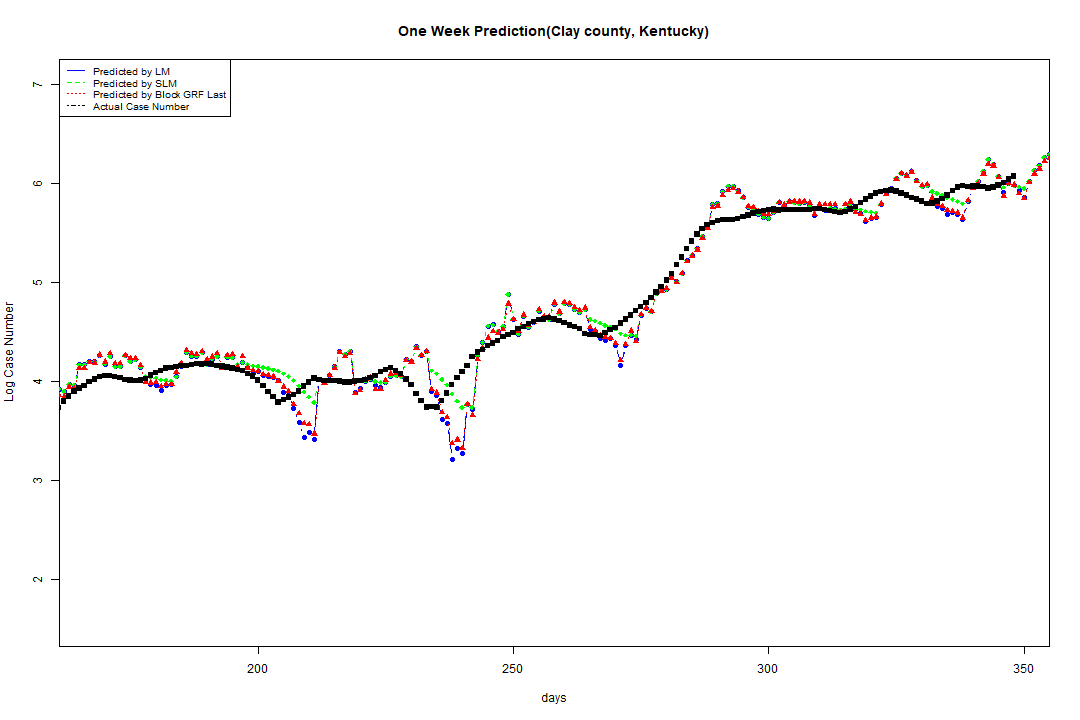 One Week Prediction(Clay county, Kentucky)
Predicted by LM
Predicted by SLM
Predicted by Block GRF Last
Actual Case Number
7
6
5
4
3
2
Log Case Number
200
250
300
350
days